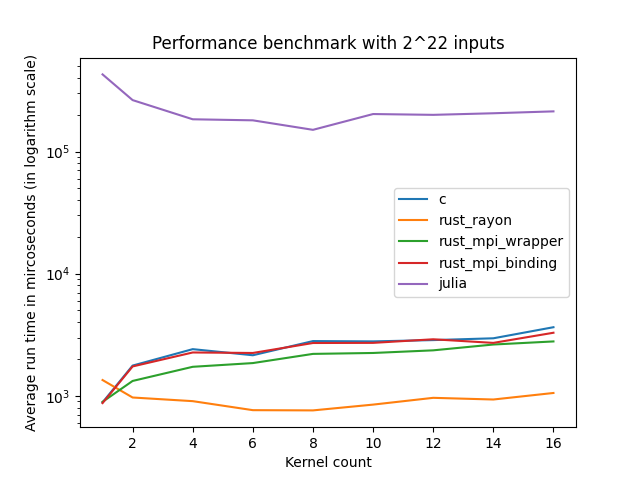 Performance benchmark with 2^22 inputs
Average run time in mircoseconds (in logarithm scale)
10^5
10^4
10^3
c
rust_rayon
rust_mpi_wrapper
rust_mpi_binding
julia
2 4 6 8 10 12 14 16
Kernel count